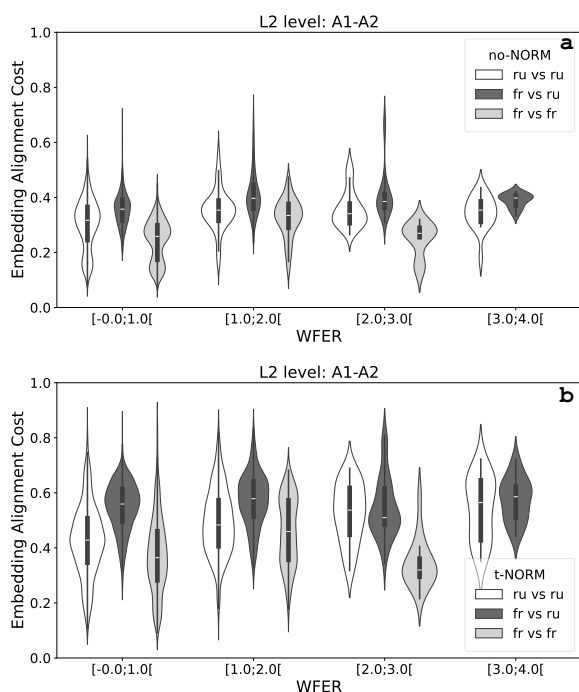 L2 level: A1-A2
a
no-NORM
ru vs ru
fr vs ru
fr vs fr
Embedding Alignment Cost
1.0
0.8
0.6
0.4
0.2
0.0
[-0.0;1.0[
[1.0;2.0[
[2.0;3.0[
[3.0;4.0[
WFER
L2 level: A1-A2
b
Embedding Alignment Cost
1.0
0.8
0.6
0.4
0.2
0.0
t-NORM
ru vs ru
fr vs ru
fr vs fr
[-0.0;1.0[
[1.0;2.0[
[2.0;3.0[
[3.0;4.0[
WFER